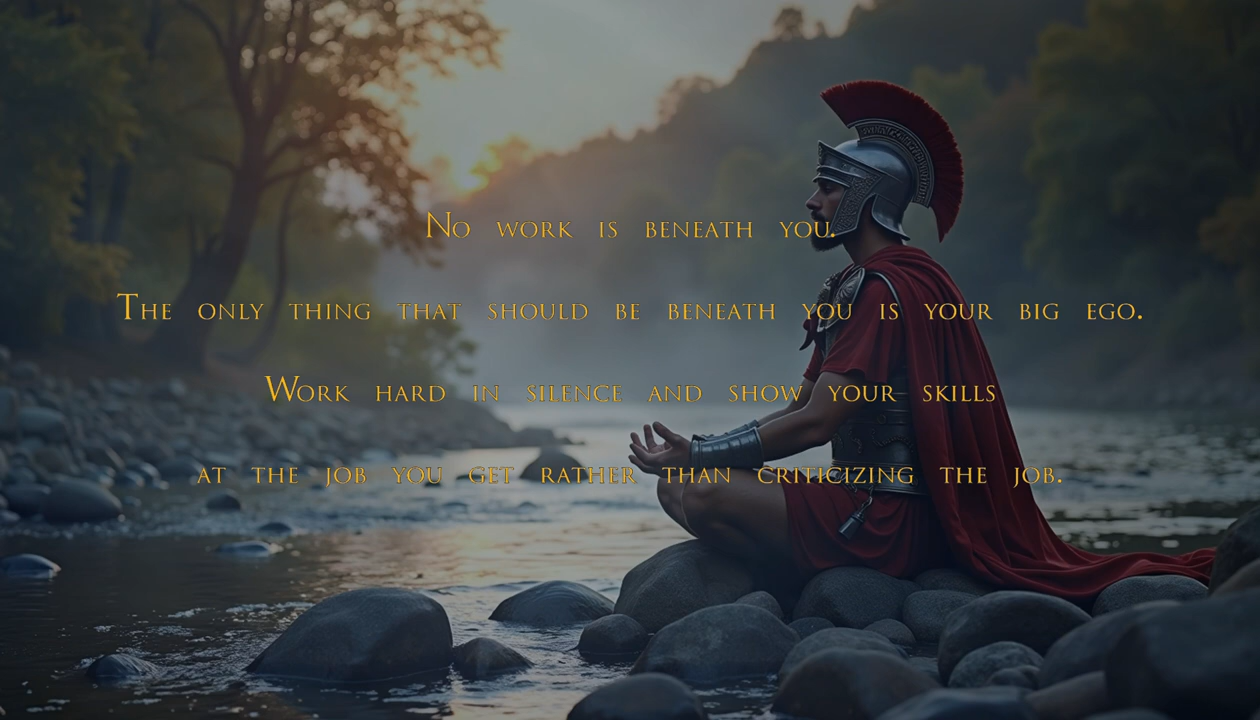 No work is beneath you.
The only thing that should be beneath you is your big ego.
Work hard in silence and show your skills
at the job you get rather than criticizing the job.